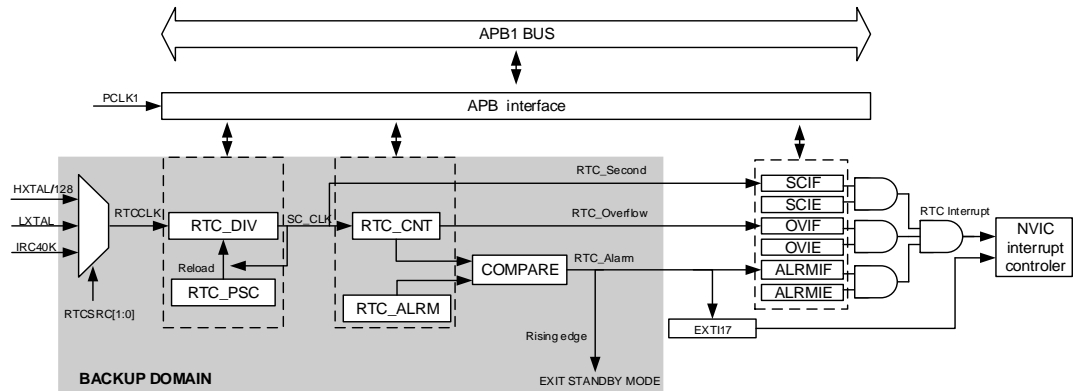 APB1 BUS
PCLK1
APB interface
HXTAL/128
LXTAL
IRC40K
RTCCLK
RTCSRC[1:0]
RTC_DIV
Reload
RTC_PSC
SC_CLK
RTC_CNT
RTC_ALRM
COMPARE
RTC_Second
RTC_Overflow
RTC_Alarm
Rising edge
EXIT STANDBY MODE
BACKUP DOMAIN
SCIF
SCIE
OVIF
OVIE
ALRMIF
ALRMIE
EXTI17
RTC Interrupt
NVIC
interrupt
controler